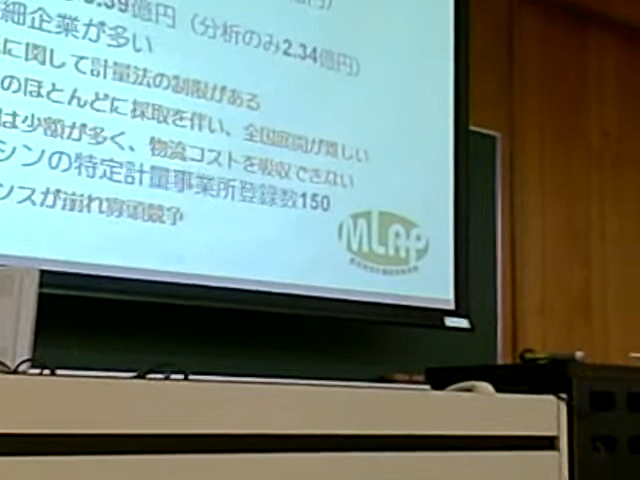 .39億円（分析のみ2.34億円）
細企業が多い
に関して計量法の制限がある
のほとんどに採取を伴い、全国展開が難しい
は少額が多く、物流コストを吸収できない
シンの特定計量事業所登録数150
ンスが崩れ寡頭競争
MLAP